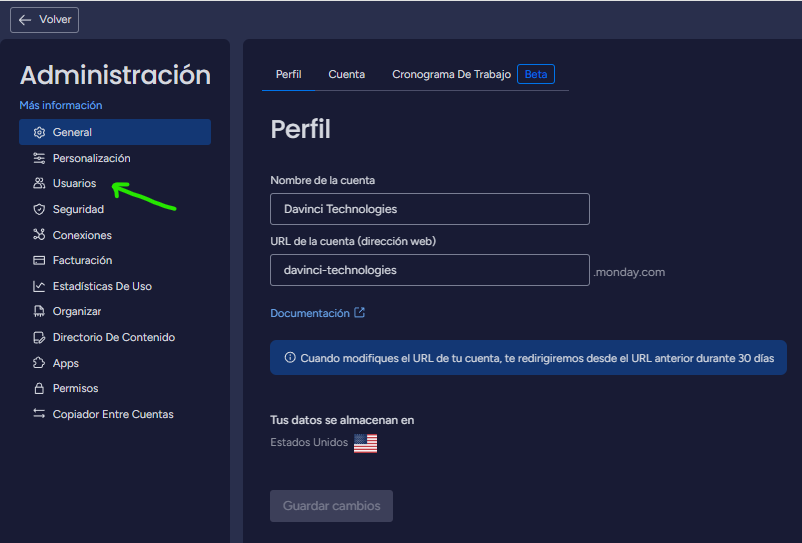 Volver
Administración
Más información
General
Personalización
Usuarios
Seguridad
Conexiones
Facturación
Estadísticas De Uso
Organizar
Directorio De Contenido
Apps
Permisos
Copiador Entre Cuentas
Perfil Cuenta Cronograma De Trabajo Beta
Perfil
Nombre de la cuenta
Davinci Technologies
URL de la cuenta (dirección web)
davinci-technologies .monday.com
Documentación
Cuando modifiques el URL de tu cuenta, te redirigiremos desde el URL anterior durante 30 días
Tus datos se almacenan en
Estados Unidos
Guardar cambios